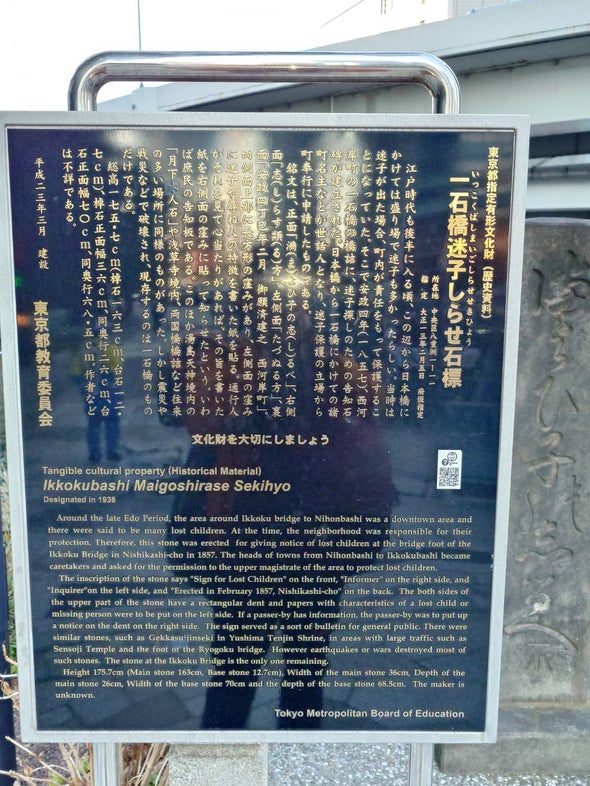 東京都指定有形文化財(歴史資料)
いっこくばしまいごしらせせきひょう
一石橋迷子しらせ石標
所在地 中央区八重洲一-一一
指定 大正一三年二月五日 府仮指定
江戸時代も後半に入る頃、この辺から日本橋に
かけては盛り場で迷子も多かったらしい。当時は
迷子が出た場合、町内が責任をもって保護するこ
とになっていた。そこで安政四年(一八五七)西河
岸町の一石橋の橋詰に、迷子探しのための告知石
碑が建立された。日本橋から一石橋にかけての諸
町名主などが世話人となり、迷子保護の立場から
町奉行に申請したものである。
銘文は、正面「満(ま)よひ子の志(し)るべ」、右側
面「志(し)らす類(る)方」、左側面「たづぬる方」、裏
面「安政四丁巳年二月 御願済建之 西河岸町」。
両側面上部に長方形の窪みがあり、左側面の窪み
に迷子や尋ね人の特徴を書いた紙を貼る。通行人
がそれを見て心当たりがあれば、その旨を書いた
紙を右側面の窪みに貼って知らせたという。いわ
ば庶民の告知板である。このほか湯島天神境内の
「月下氷人石」や浅草寺境内、両国橋橋詰など往来
の多い場所に同様のものがあった。しかし震災や
戦災などで破壊され、現存するのは一石橋のもの
だけである。
総高一七五・七cm(棹石一六三cm、台石一二・
七cm)、棹石正面幅三六cm、同奥行二六cm、台
石正面幅七〇cm、同奥行六八・五cm、作者など
は不詳である。
平成二三年三月 建設
東京都教育委員会
文化財を大切にしましょう
Tangible cultural property (Historical Material)
Ikkokubashi Maigoshirase Sekihyo
Designated in 1938
Around the late Edo Period, the area around Ikkoku bridge to Nihonbashi was a downtown area and
there were said to be many lost children. At the time, the neighborhood was responsible for their
protection. Therefore, this stone was erected for giving notice of lost children at the bridge foot of the
Ikkoku Bridge in Nishikashi-cho in 1857. The heads of towns from Nihonbashi to Ikkokubashi became
caretakers and asked for the permission to the upper magistrate of the area to protect lost children.
The inscription of the stone says "Sign for Lost Children" on the front, "Informer" on the right side, and
"Inquirer"on the left side, and "Erected in February 1857, Nishikashi-cho" on the back. The both sides of
the upper part of the stone have a rectangular dent and papers with characteristics of a lost child or
missing person were to be put on the left side. If a passer-by has information, the passer-by was to put up
a notice on the dent on the right side. The sign served as a sort of bulletin for general public. There were
similar stones, such as Gekkasujinseki in Yushima Tenjin Shrine, in areas with large traffic such as
Sensoji Temple and the foot of the Ryogoku bridge. However earthquakes or wars destroyed most of
such stones. The stone at the Ikkoku Bridge is the only one remaining.
Height 175.7cm (Main stone 163cm, Base stone 12.7cm), Width of the main stone 36cm, Depth of the
main stone 26cm, Width of the base stone 70cm and the depth of the base stone 68.5cm. The maker is
unknown.
Tokyo Metropolitan Board of Education